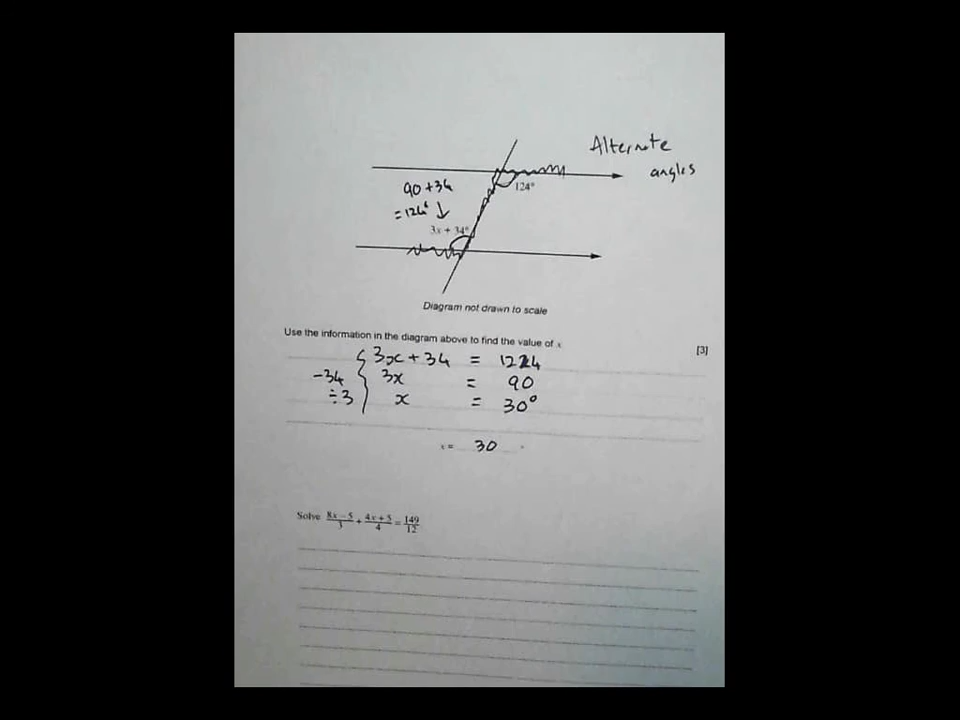 Alternate
angles
90 + 34
= 124° ↓
124°
3x + 34°
Diagram not drawn to scale
Use the information in the diagram above to find the value of x
[3]
3x + 34 = 124
-34 3x = 90
÷3 x = 30°
x = 30 °
Solve (8x − 5)/3 + (4x + 5)/4 = 149/12